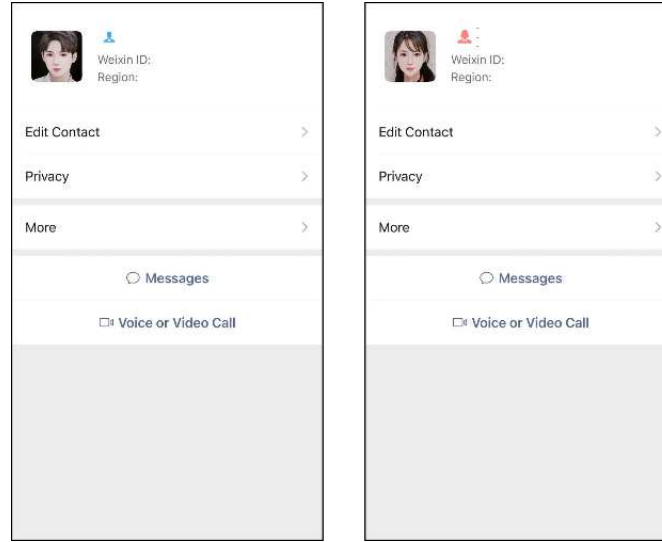 Weixin ID:
Region:
Edit Contact
Privacy
More
Messages
Voice or Video Call
Weixin ID:
Region:
Edit Contact
Privacy
More
Messages
Voice or Video Call